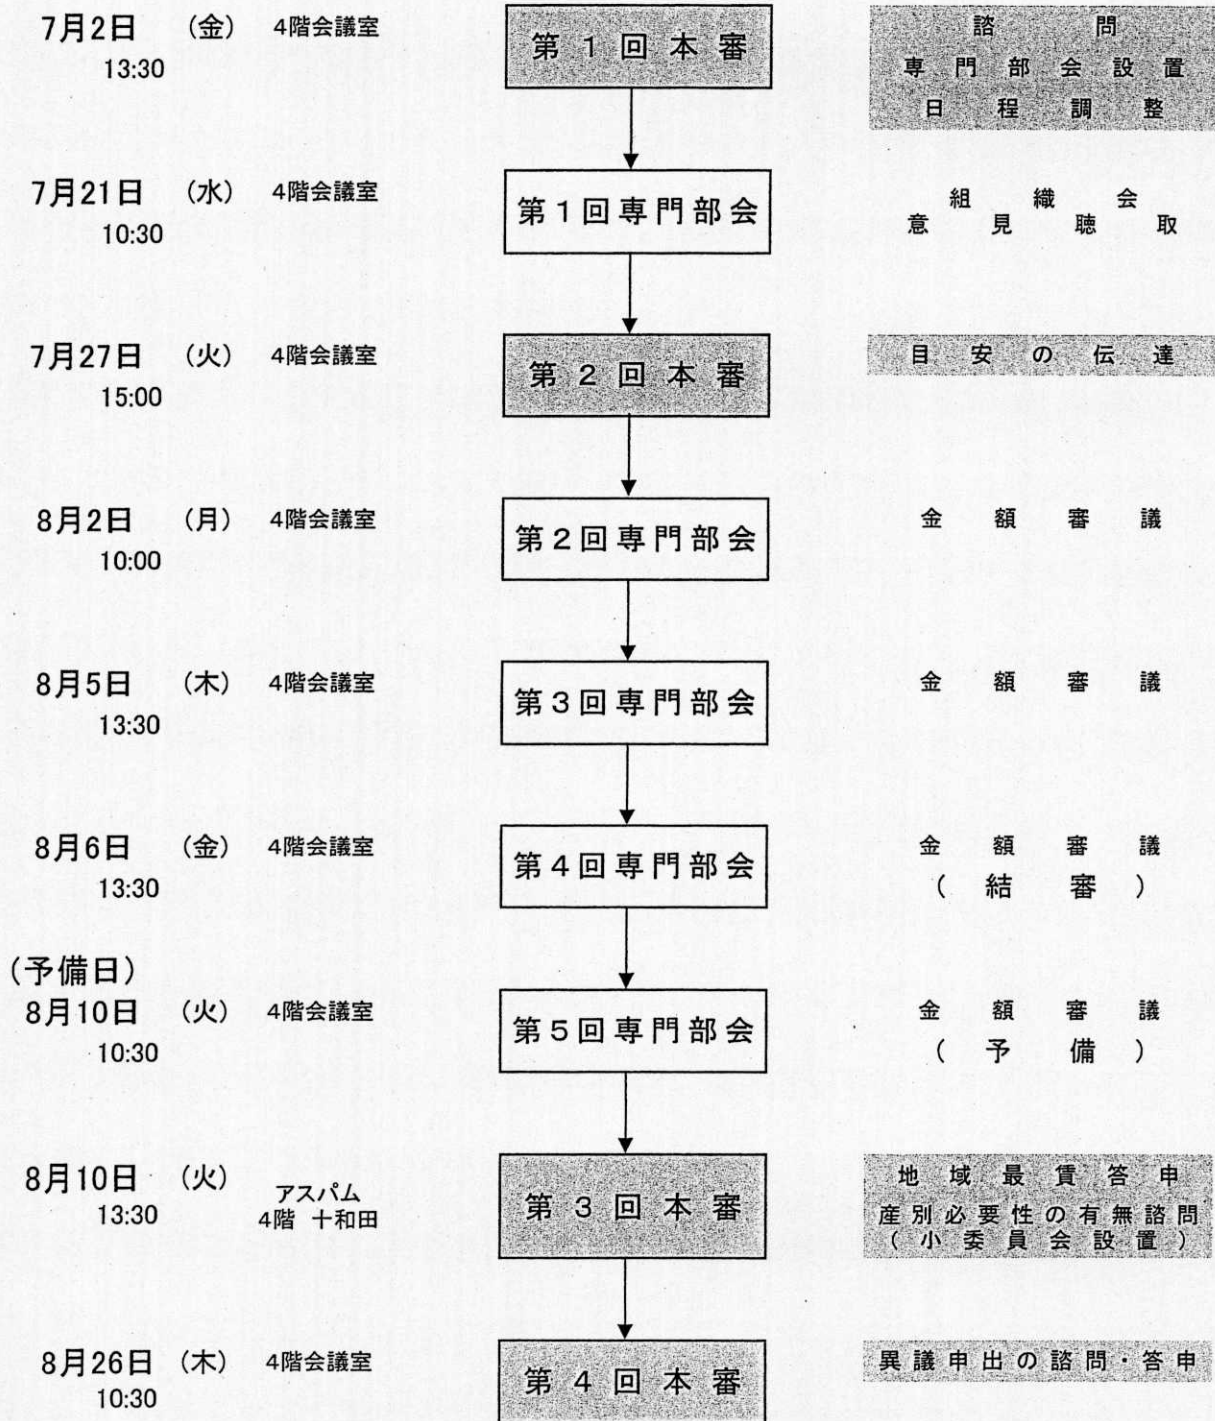 7月2日 （金） 4階会議室 第1回本審 諮問
13:30 専門部会設置
日程調整
7月21日 （水） 4階会議室 第1回専門部会 組織会
10:30 意見聴取
7月27日 （火） 4階会議室 第2回本審 目安の伝達
15:00
8月2日 （月） 4階会議室 第2回専門部会 金額審議
10:00
8月5日 （木） 4階会議室 第3回専門部会 金額審議
13:30
8月6日 （金） 4階会議室 第4回専門部会 金額審議
13:30 （結審）
（予備日）
8月10日 （火） 4階会議室 第5回専門部会 金額審議
10:30 （予備）
8月10日 （火） アスパム 第3回本審 地域最賃答申
13:30 4階 十和田 産別必要性の有無諮問
（小委員会設置）
8月26日 （木） 4階会議室 第4回本審 異議申出の諮問・答申
10:30